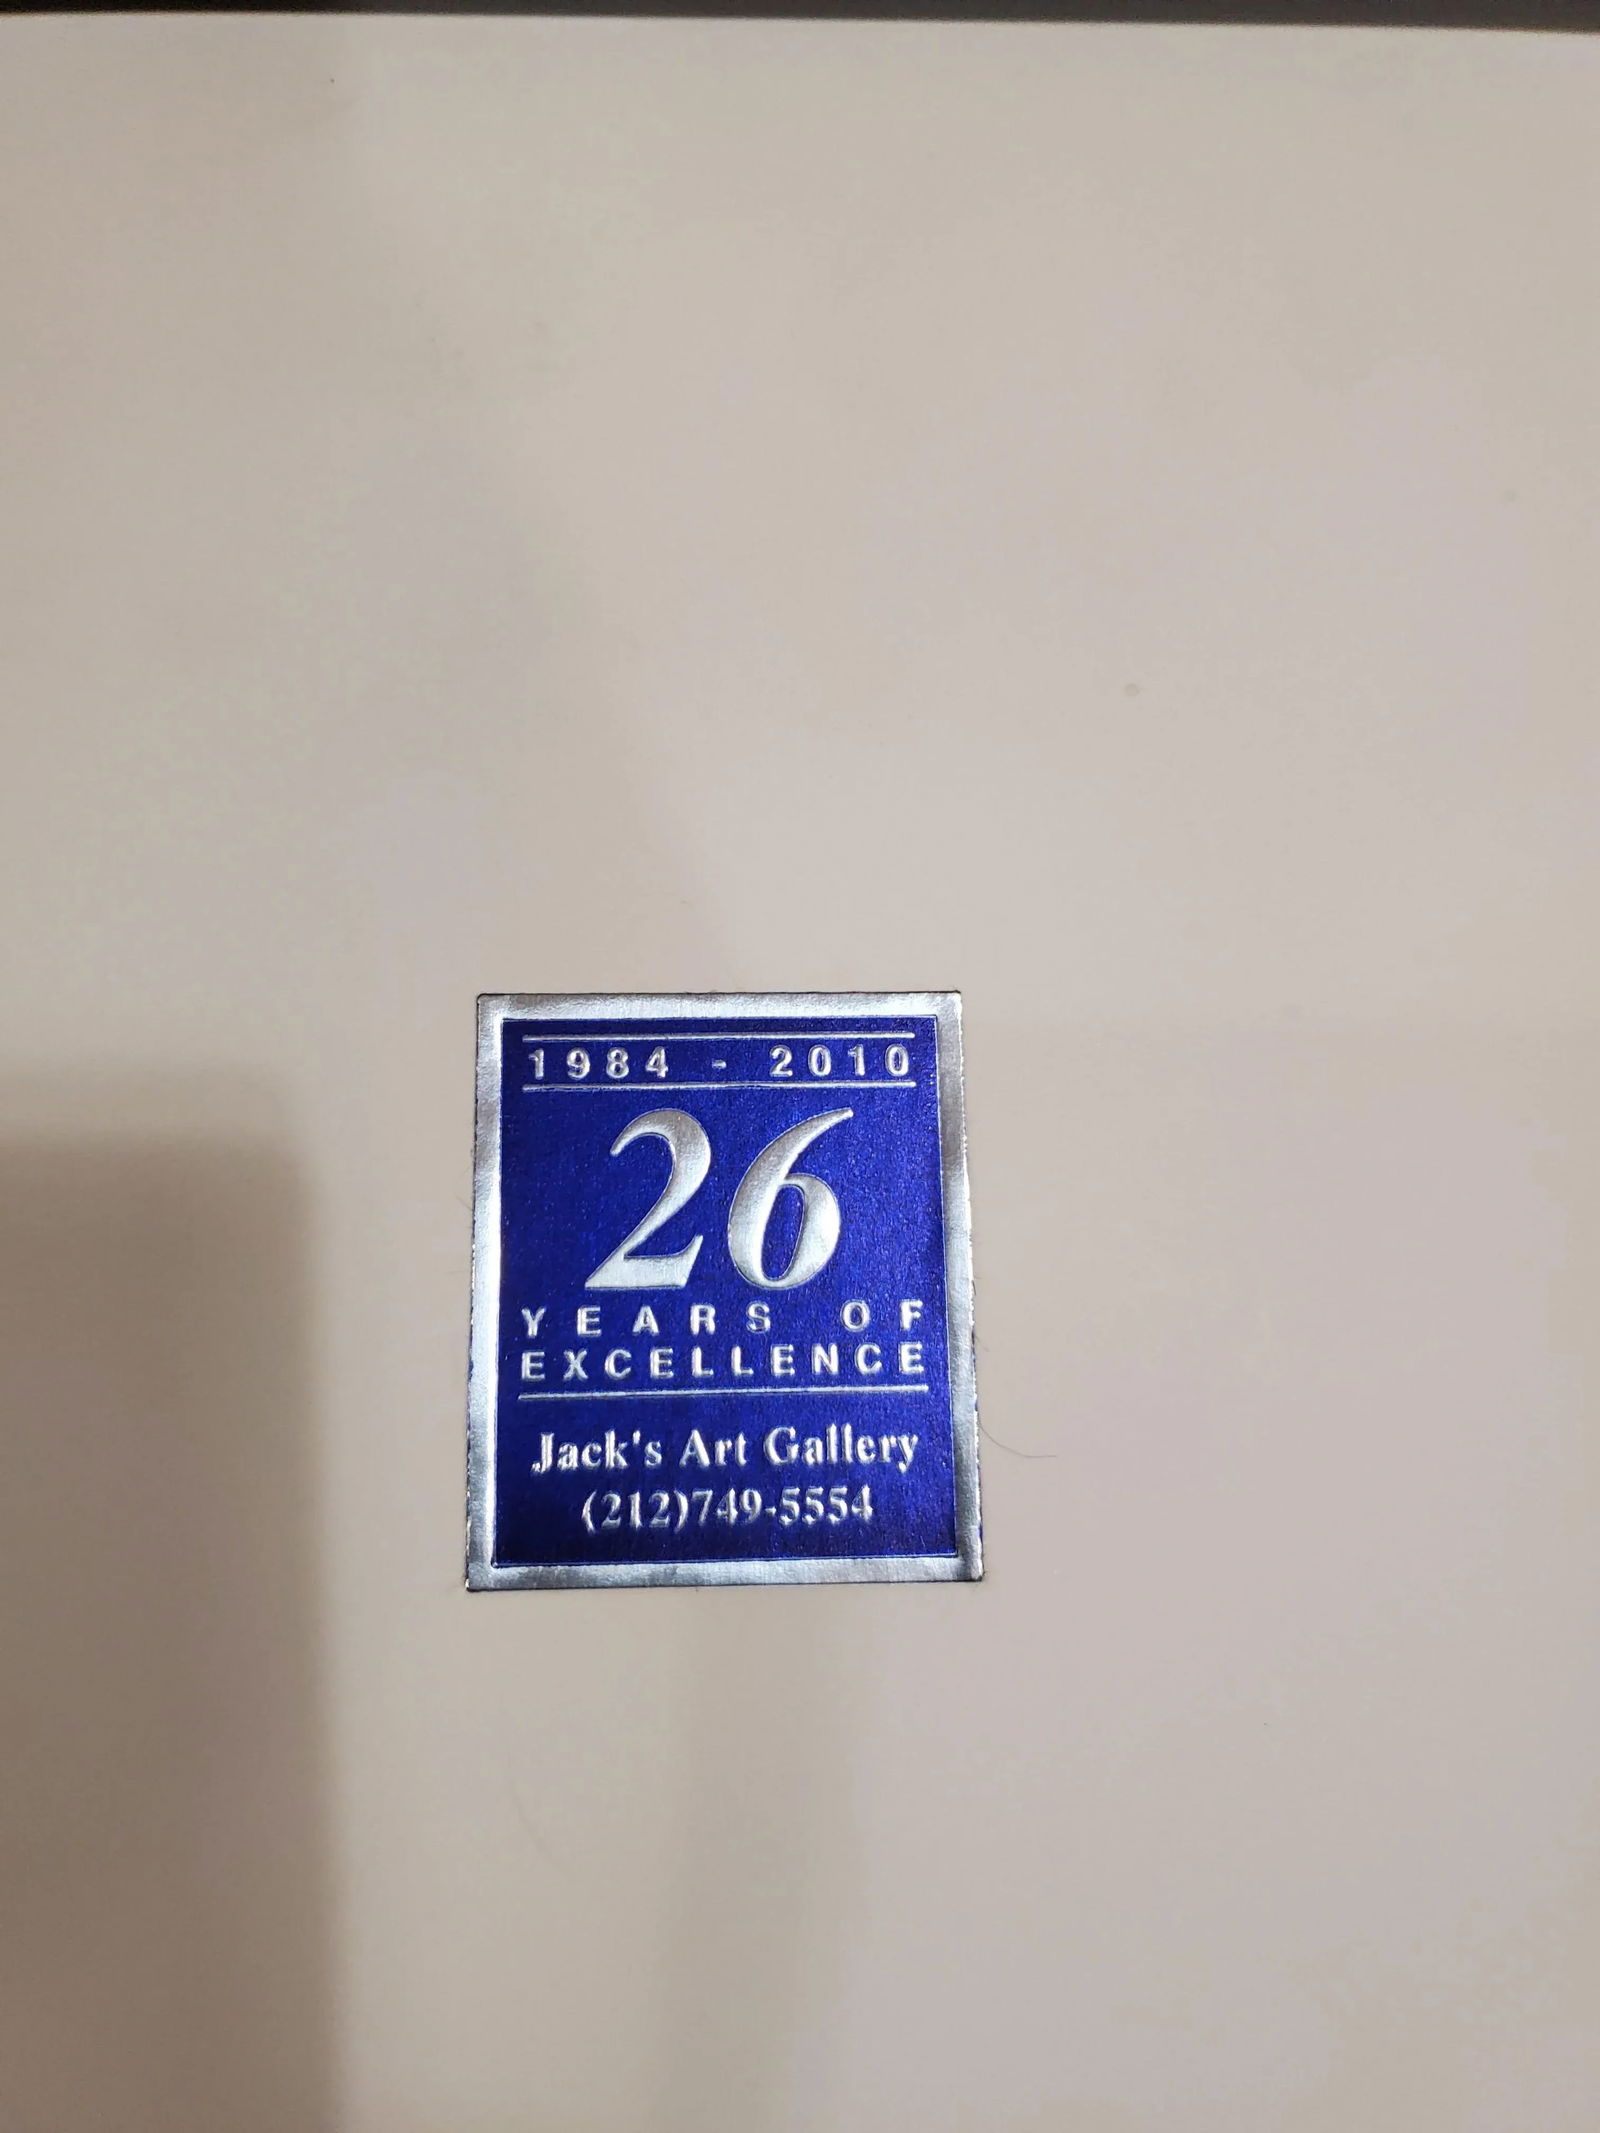 1984 - 2010
26
YEARS OF
EXCELLENCE
Jack's Art Gallery
(212)749-5554